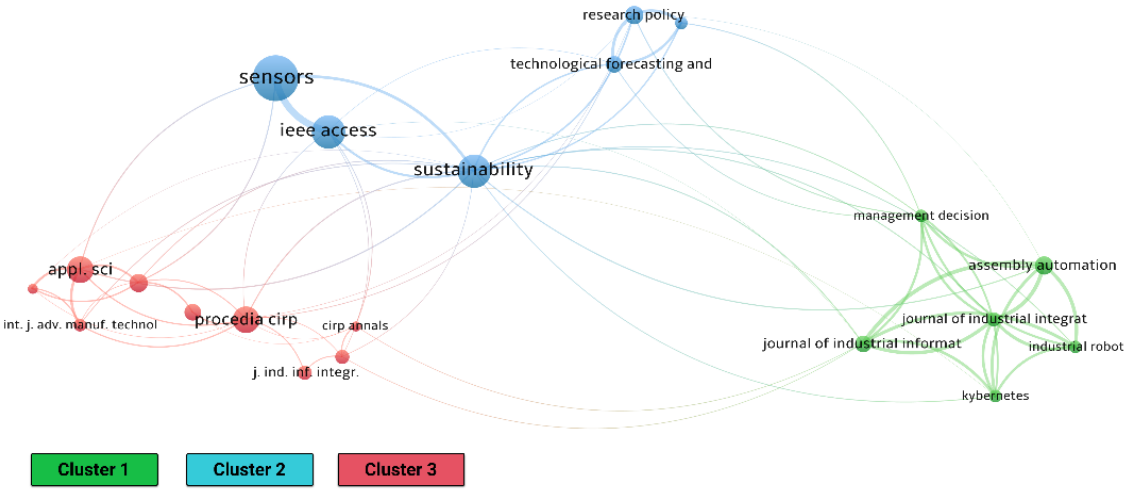 research policy
technological forecasting and
sensors
ieee access
sustainability
management decision
assembly automation
appl. sci
journal of industrial integrat
int. j. adv. manuf. technol
procedia cirp
cirp annals
journal of industrial informat
industrial robot
j. ind. inf. integr.
kybernetes
Cluster 1
Cluster 2
Cluster 3